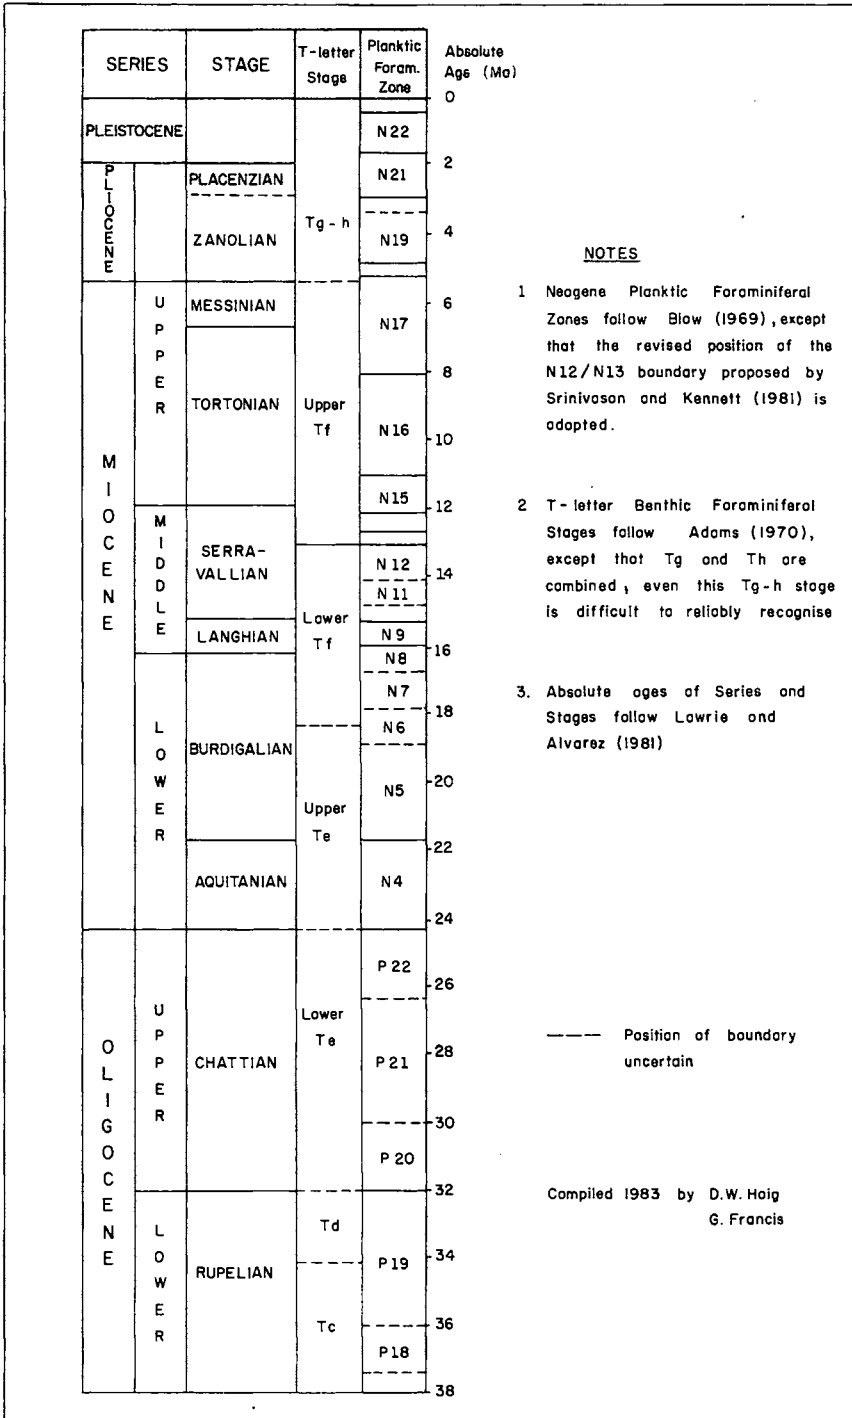 SERIES
STAGE
T-letter
Stage
Planktic
Foram.
Zone
Absolute
Age (Ma)
0
PLEISTOCENE
N22
2
PLIOCENE
PLACENZIAN
N21
ZANOLIAN
Tg-h
N19
4
MIOCENE
UPPER
MESSINIAN
6
N17
8
TORTONIAN
Upper
Tf
N16
10
N15
12
MIDDLE
SERRA-
VALLIAN
N12
14
N11
LANGHIAN
Lower
Tf
N9
16
N8
N7
18
LOWER
BURDIGALIAN
N6
20
N5
Upper
Te
22
AQUITANIAN
N4
24
OLIGOCENE
UPPER
P22
26
CHATTIAN
Lower
Te
28
P21
30
P20
32
LOWER
RUPELIAN
Td
34
P19
Tc
36
P18
38
NOTES
1 Neogene Planktic Foraminiferal
Zones follow Blow (1969), except
that the revised position of the
N12/N13 boundary proposed by
Srinivasan and Kennett (1981) is
adopted.
2 T-letter Benthic Foraminiferal
Stages follow Adams (1970),
except that Tg and Th are
combined, even this Tg-h stage
is difficult to reliably recognise
3. Absolute ages of Series and
Stages follow Lowrie and
Alvarez (1981)
Position of boundary
uncertain
Compiled 1983 by D.W. Haig
G. Francis